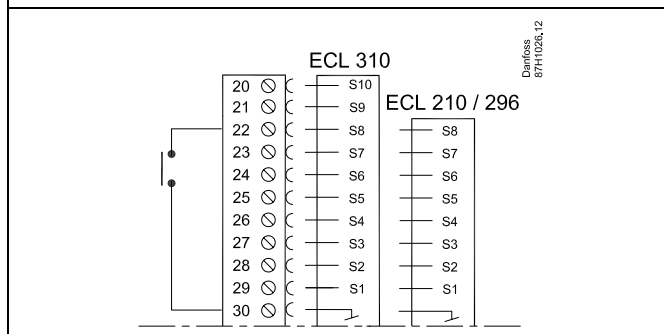 Danfoss
87H1026.12
ECL 310
ECL 210 / 296
20 S10
21 S9
22 S8 S8
23 S7 S7
24 S6 S6
25 S5 S5
26 S4 S4
27 S3 S3
28 S2 S2
29 S1 S1
30